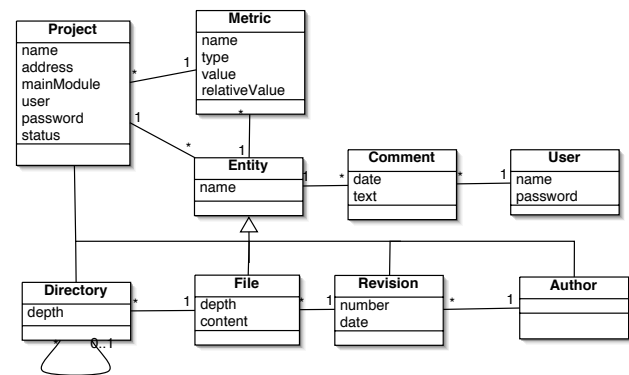 Project
name
address
mainModule
user
password
status
Metric
name
type
value
relativeValue
* 1
1
*
*
1
Entity
name
1 *
Comment
date
text
* 1
User
name
password
Directory
depth
* 0..1
* 1
File
depth
content
* 1
Revision
number
date
* 1
Author